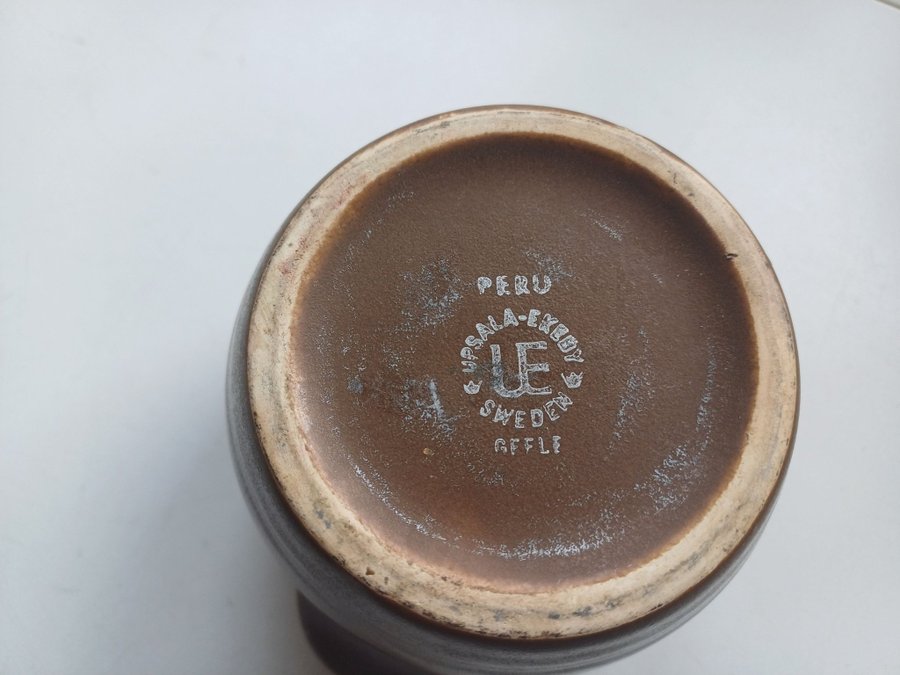 PERU
UPSALA-EKEBY
UE
SWEDEN
GEFLE